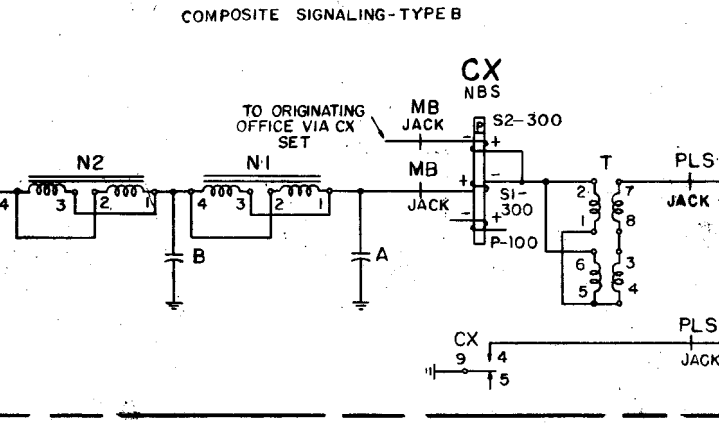 COMPOSITE SIGNALING-TYPE B
CX
NBS
TO ORIGINATING
OFFICE VIA CX
SET
MB
JACK
P
S2-300
-
+
N2
N1
MB
JACK
+
-
S1-
300
T
PLS
JACK
4
3
2
1
4
3
2
1
2
7
1
8
-
+
P-100
B
A
6
3
5
4
CX
9
4
5
PLS
JACK